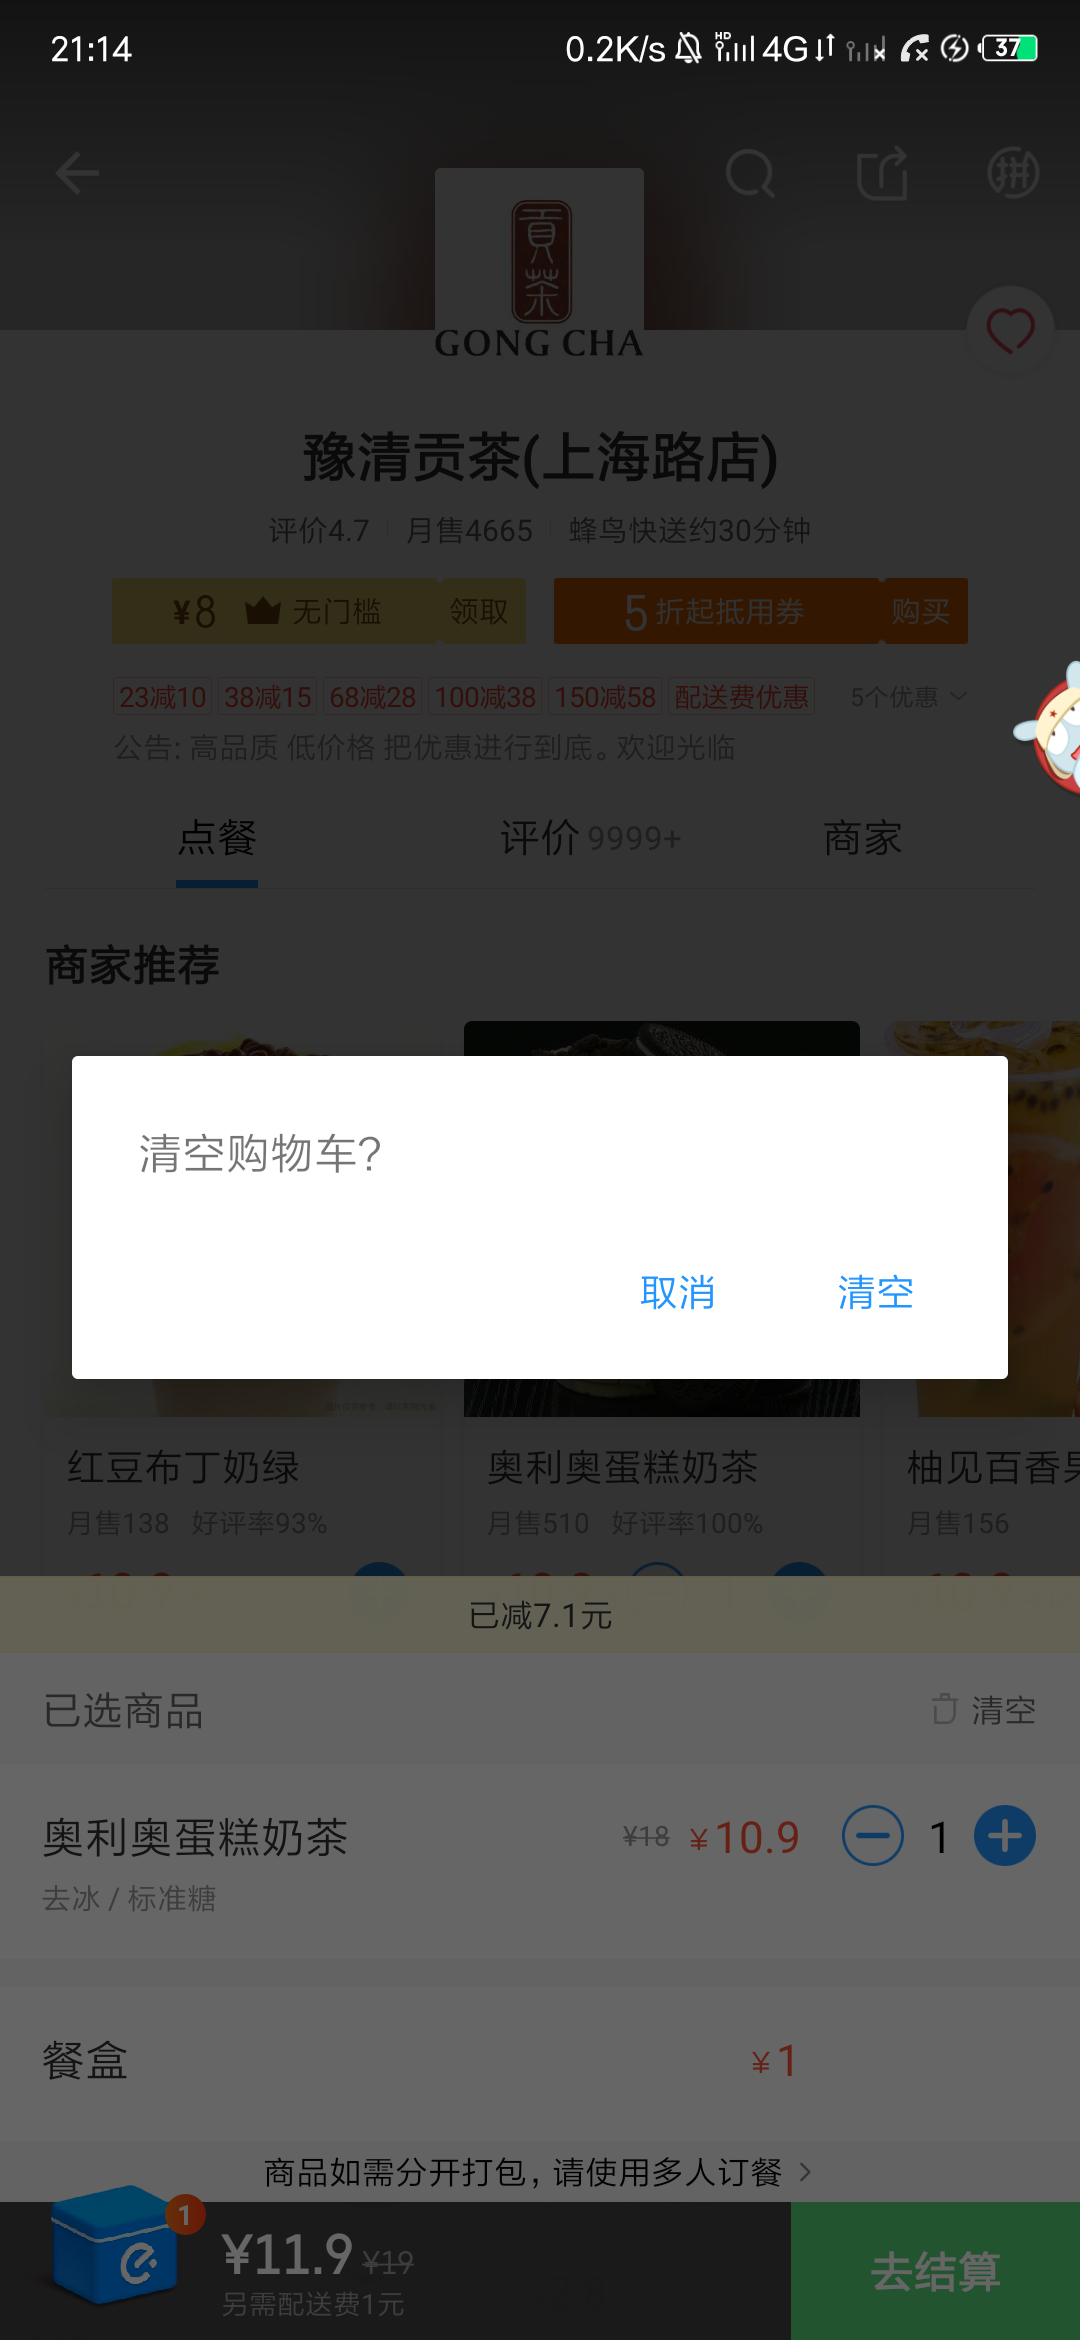 21:14
0.2K/s HD 4G 37
拼
貢茶
GONG CHA
豫清贡茶(上海路店)
评价4.7 月售4665 蜂鸟快送约30分钟
¥8 无门槛 领取 5折起抵用券 购买
23减10 38减15 68减28 100减38 150减58 配送费优惠 5个优惠
公告: 高品质 低价格 把优惠进行到底。欢迎光临
点餐 评价 9999+ 商家
商家推荐
清空购物车?
取消 清空
红豆布丁奶绿 奥利奥蛋糕奶茶 柚见百香果
月售138 好评率93% 月售510 好评率100% 月售156
已减7.1元
已选商品 清空
奥利奥蛋糕奶茶 ¥18 ¥10.9 1
去冰 / 标准糖
餐盒 ¥1
商品如需分开打包，请使用多人订餐
1
¥11.9 ¥19
另需配送费1元
去结算